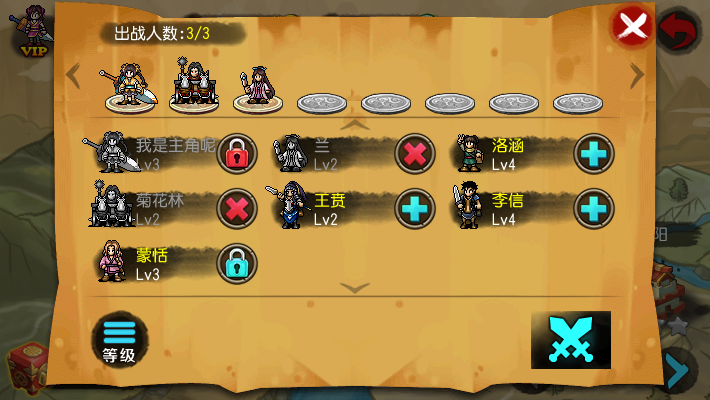 出战人数:3/3
VIP
我是主角呢
Lv3
兰
Lv2
洛涵
Lv4
菊花林
Lv2
王贲
Lv2
李信
Lv4
阳
蒙恬
Lv3
等级